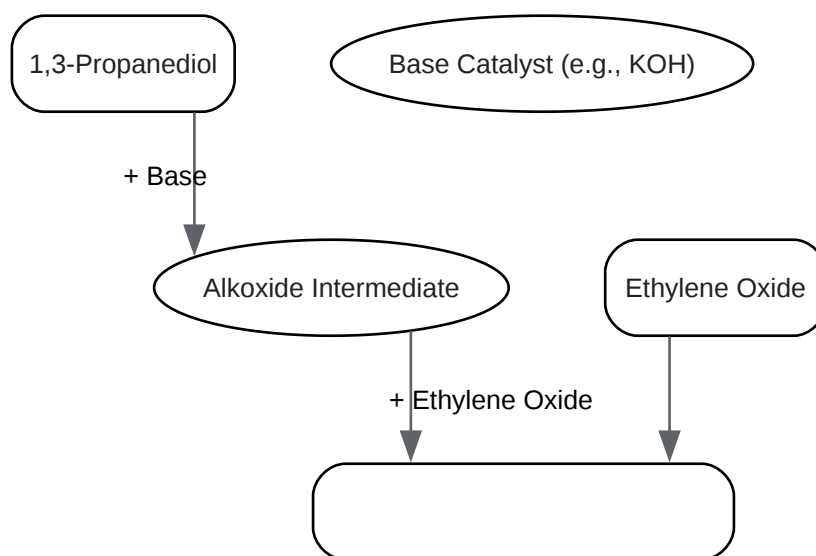 1,3-Propanediol
Base Catalyst (e.g., KOH)
+ Base
Alkoxide Intermediate
Ethylene Oxide
+ Ethylene Oxide